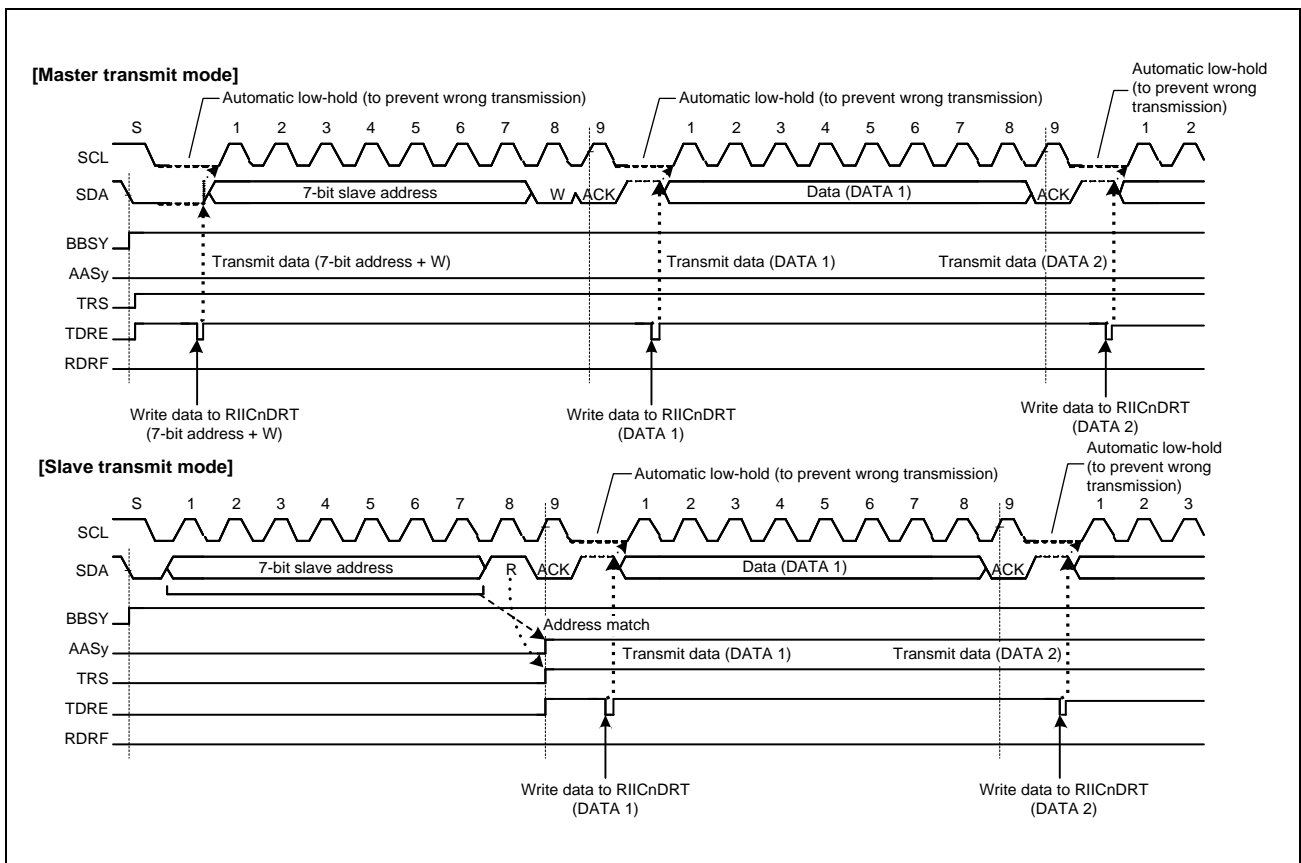 [Master transmit mode]
Automatic low-hold (to prevent wrong transmission)
Automatic low-hold (to prevent wrong transmission)
Automatic low-hold
(to prevent wrong
transmission)
S 1 2 3 4 5 6 7 8 9 1 2 3 4 5 6 7 8 9 1 2
SCL
SDA 7-bit slave address W ACK Data (DATA 1) ACK
BBSY
Transmit data (7-bit address + W) Transmit data (DATA 1) Transmit data (DATA 2)
AASy
TRS
TDRE
RDRF
Write data to RIICnDRT
(7-bit address + W)
Write data to RIICnDRT
(DATA 1)
Write data to RIICnDRT
(DATA 2)
[Slave transmit mode]
Automatic low-hold (to prevent wrong transmission)
Automatic low-hold
(to prevent wrong
transmission)
S 1 2 3 4 5 6 7 8 9 1 2 3 4 5 6 7 8 9 1 2 3
SCL
SDA 7-bit slave address R ACK Data (DATA 1) ACK
BBSY
Address match
AASy
Transmit data (DATA 1) Transmit data (DATA 2)
TRS
TDRE
RDRF
Write data to RIICnDRT
(DATA 1)
Write data to RIICnDRT
(DATA 2)